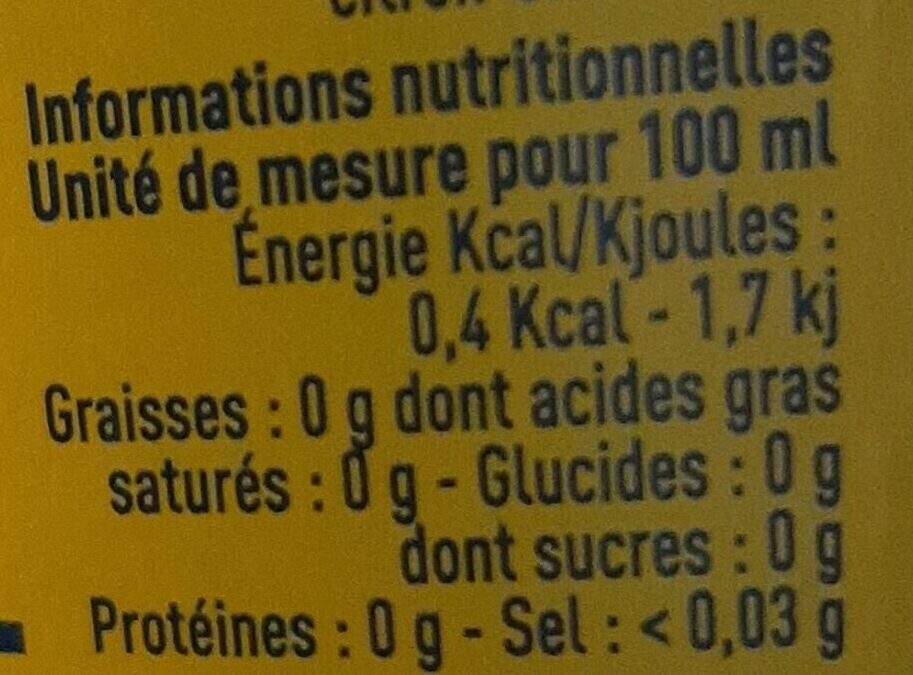 Informations nutritionnelles
Unité de mesure pour 100 ml
Énergie Kcal/Kjoules :
0,4 Kcal - 1,7 kj
Graisses : 0 g dont acides gras
saturés : 0 g - Glucides : 0 g
dont sucres : 0 g
Protéines : 0 g - Sel : < 0,03 g